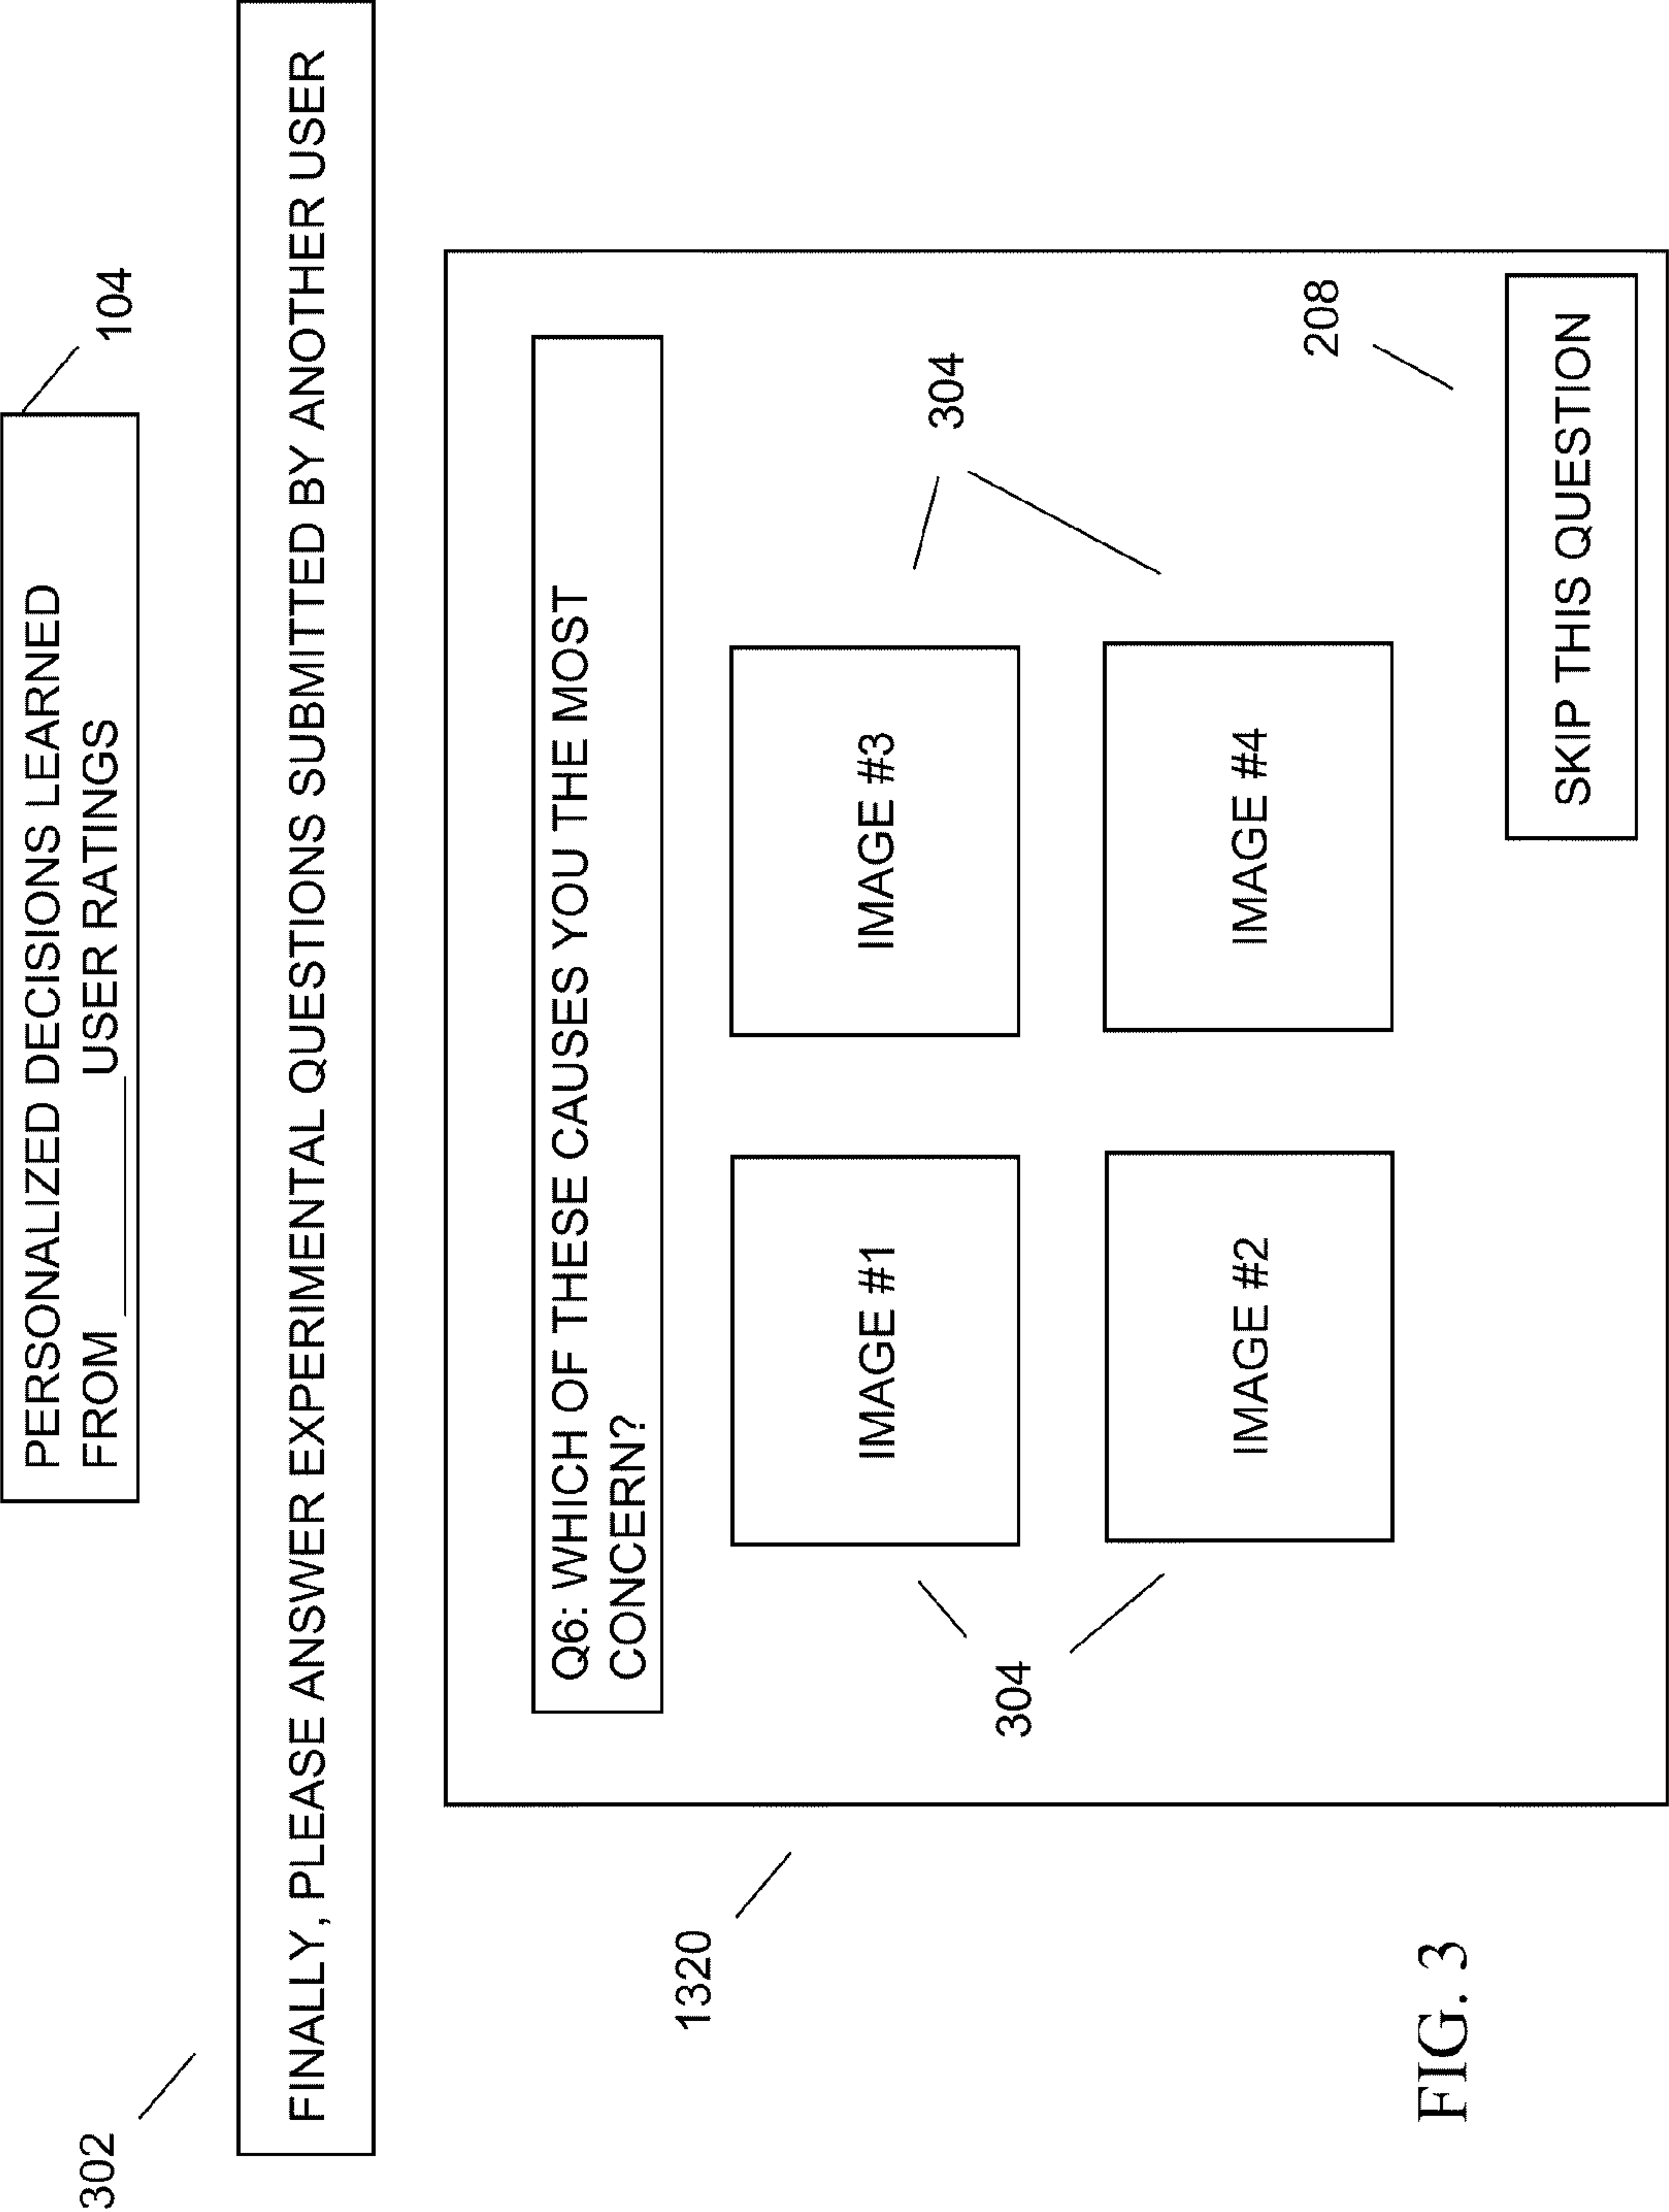 PERSONALIZED DECISIONS LEARNED
FROM __________ USER RATINGS
104
302
FINALLY, PLEASE ANSWER EXPERIMENTAL QUESTIONS SUBMITTED BY ANOTHER USER
1320
Q6: WHICH OF THESE CAUSES YOU THE MOST
CONCERN?
304
IMAGE #1
IMAGE #3
304
IMAGE #2
IMAGE #4
208
SKIP THIS QUESTION
FIG. 3